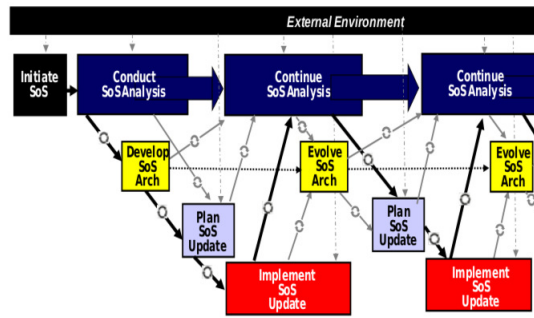 External Environment
Initiate
SoS
Conduct
SoS Analysis
Continue
SoS Analysis
Continue
SoS Analysis
Develop
SoS
Arch
Evolve
SoS
Arch
Evolve
SoS
Arch
Plan
SoS
Update
Plan
SoS
Update
Implement
SoS
Update
Implement
SoS
Update